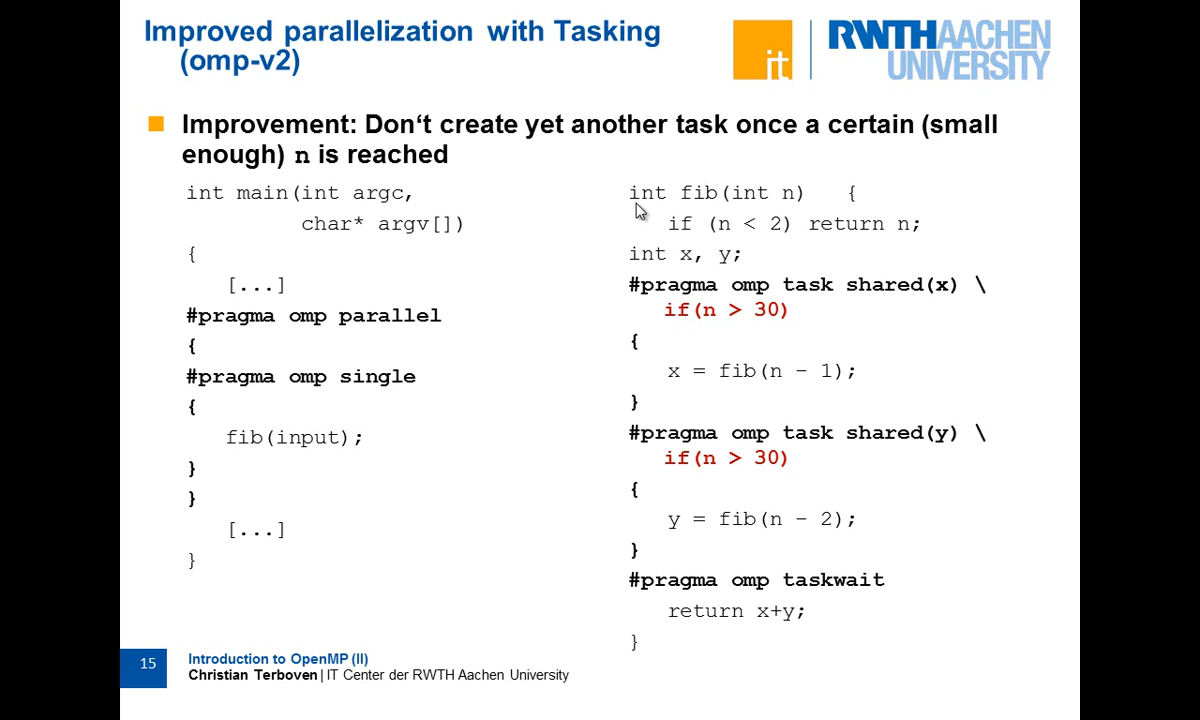 Improved parallelization with Tasking
(omp-v2)
it
RWTHAACHEN
UNIVERSITY
Improvement: Don‘t create yet another task once a certain (small
enough) n is reached
int main(int argc,
char* argv[])
{
[...]
#pragma omp parallel
{
#pragma omp single
{
fib(input);
}
}
[...]
}
int fib(int n) {
if (n < 2) return n;
int x, y;
#pragma omp task shared(x) \
if(n > 30)
{
x = fib(n - 1);
}
#pragma omp task shared(y) \
if(n > 30)
{
y = fib(n - 2);
}
#pragma omp taskwait
return x+y;
}
15
Introduction to OpenMP (II)
Christian Terboven | IT Center der RWTH Aachen University